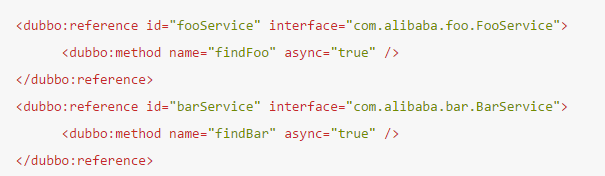 <dubbo:reference id="fooService" interface="com.alibaba.foo.FooService">
<dubbo:method name="findFoo" async="true" />
</dubbo:reference>
<dubbo:reference id="barService" interface="com.alibaba.bar.BarService">
<dubbo:method name="findBar" async="true" />
</dubbo:reference>